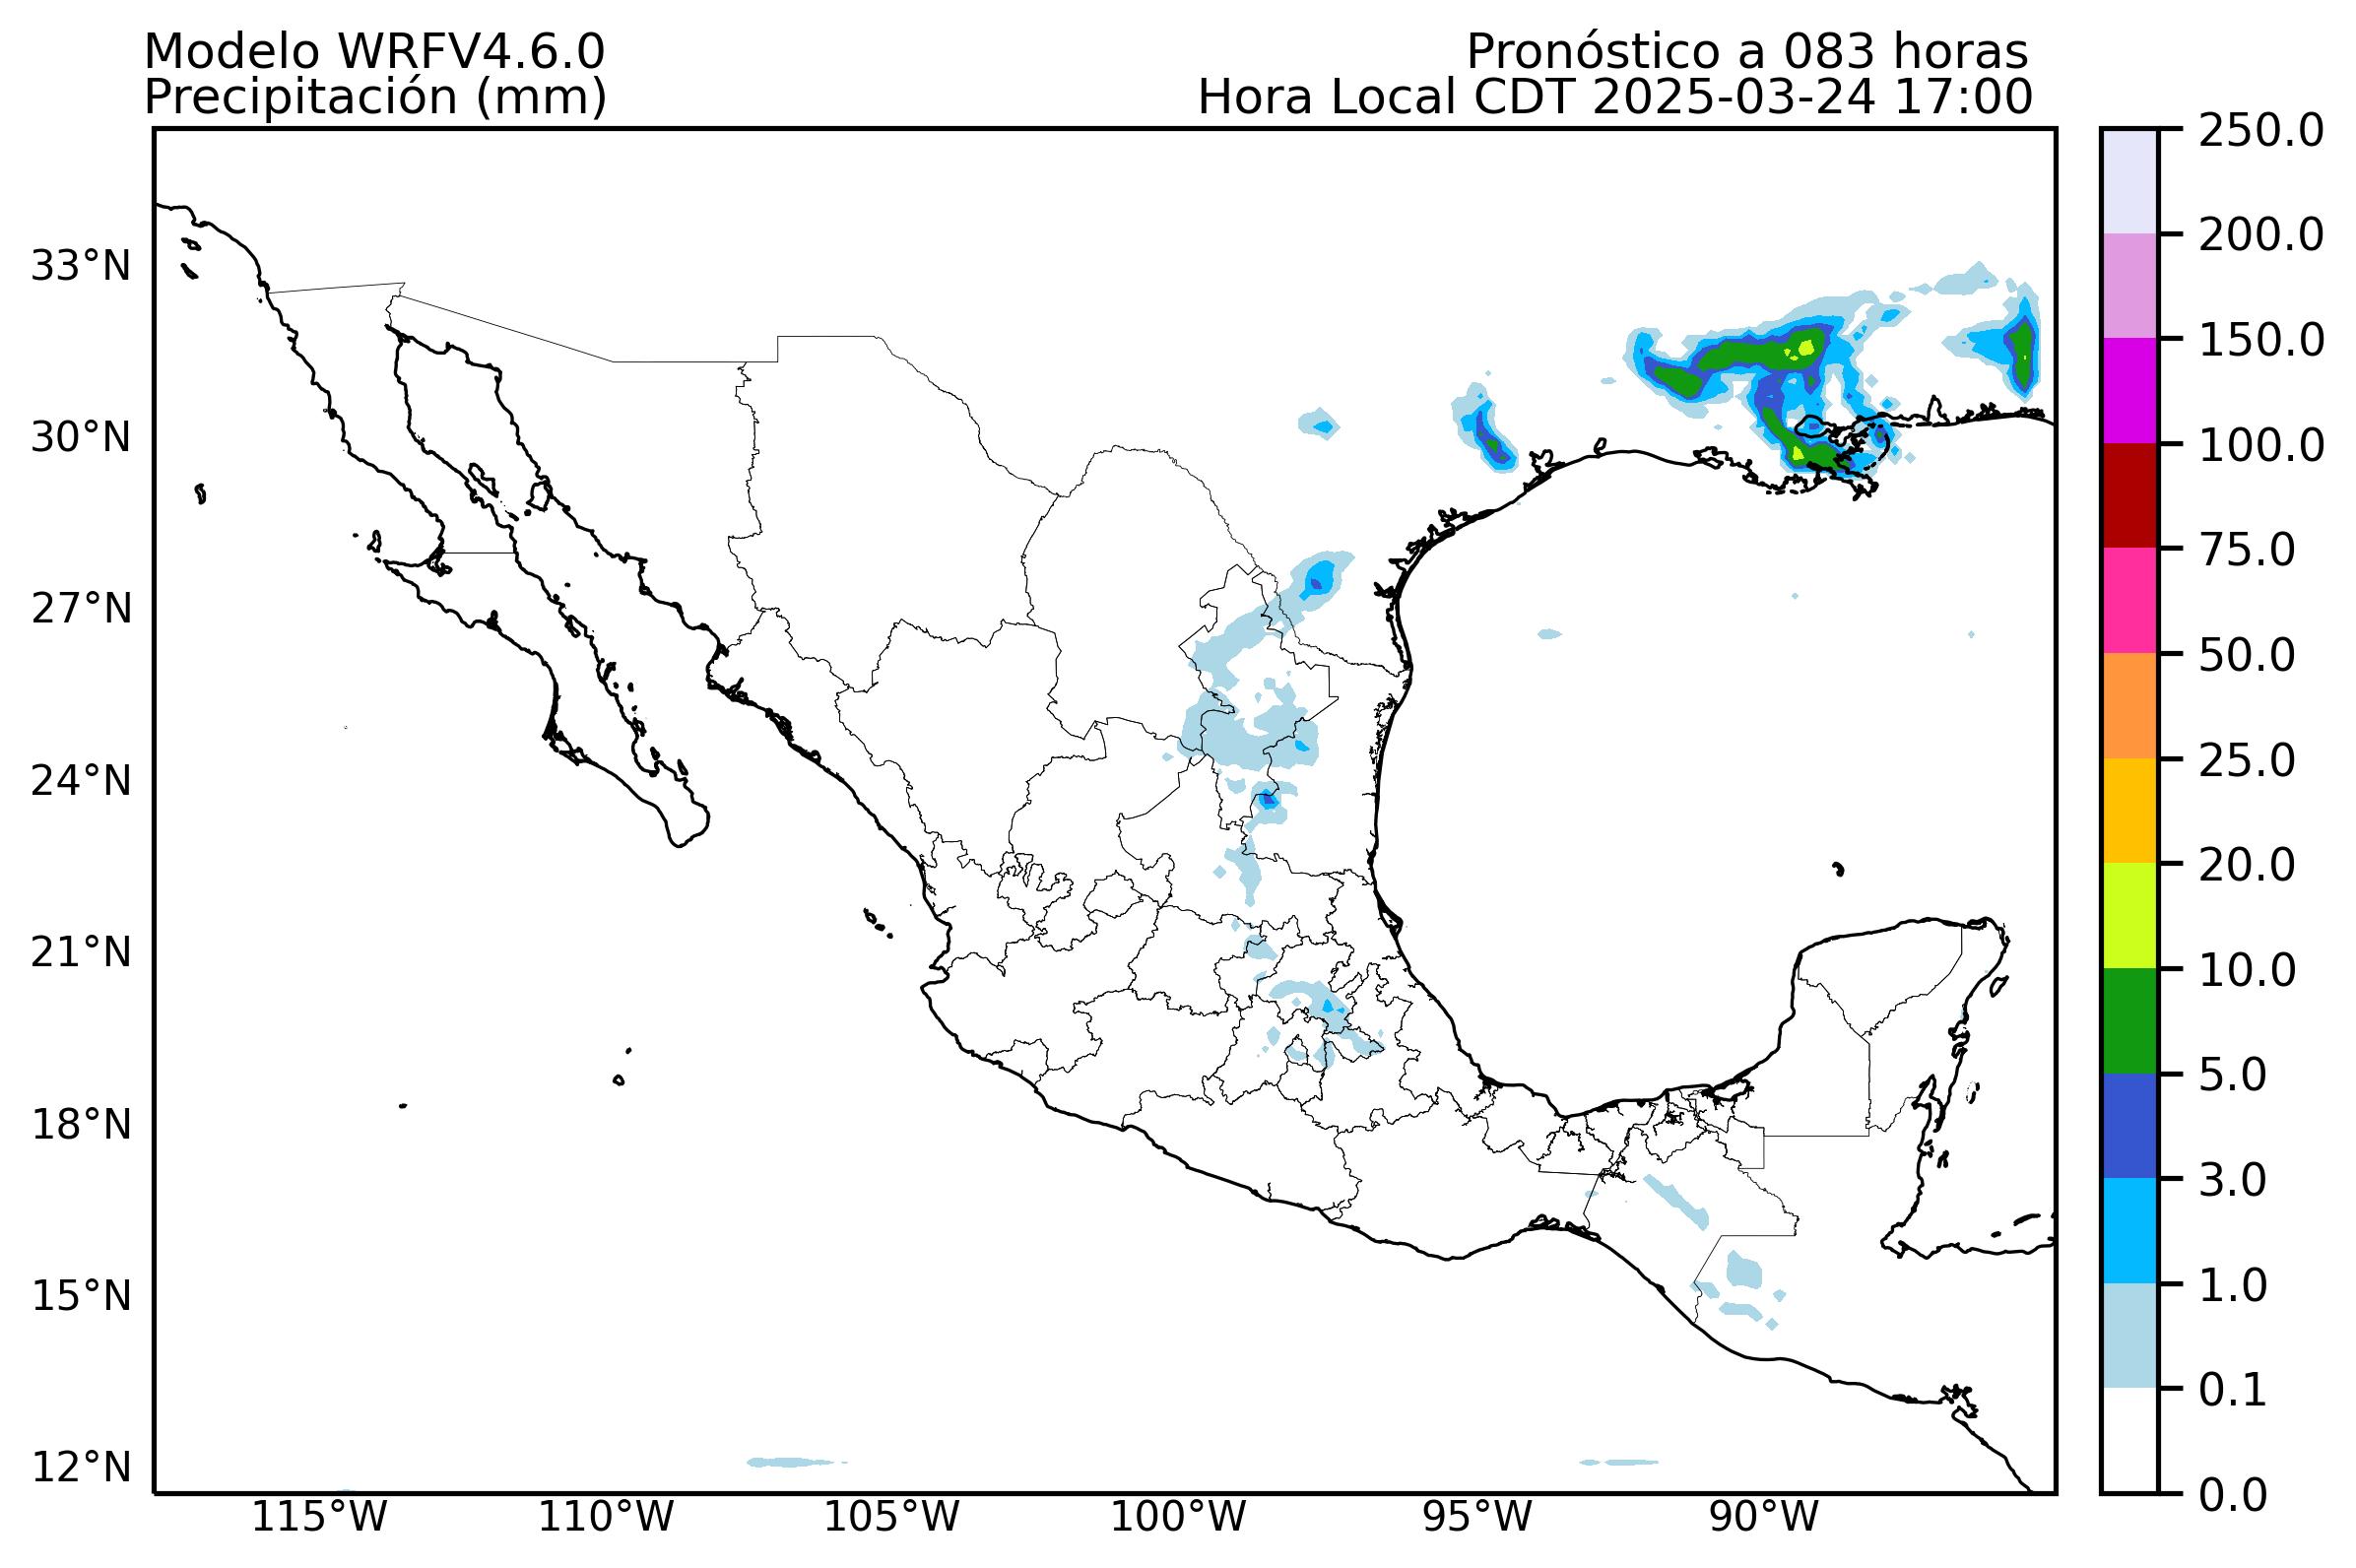 Modelo WRFV4.6.0
Pronóstico a 083 horas
Precipitación (mm)
Hora Local CDT 2025-03-24 17:00
250.0
200.0
150.0
100.0
75.0
50.0
25.0
20.0
10.0
5.0
3.0
1.0
0.1
0.0
33°N
30°N
27°N
24°N
21°N
18°N
15°N
12°N
115°W
110°W
105°W
100°W
95°W
90°W